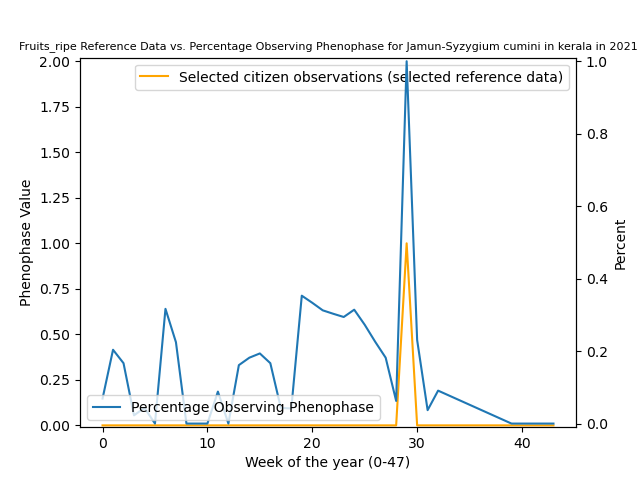 Fruits_ripe Reference Data vs. Percentage Observing Phenophase for Jamun-Syzygium cumini in kerala in 2021
Selected citizen observations (selected reference data)
Percentage Observing Phenophase
Phenophase Value
2.00
1.75
1.50
1.25
1.00
0.75
0.50
0.25
0.00
Percent
1.0
0.8
0.6
0.4
0.2
0.0
0 10 20 30 40
Week of the year (0-47)